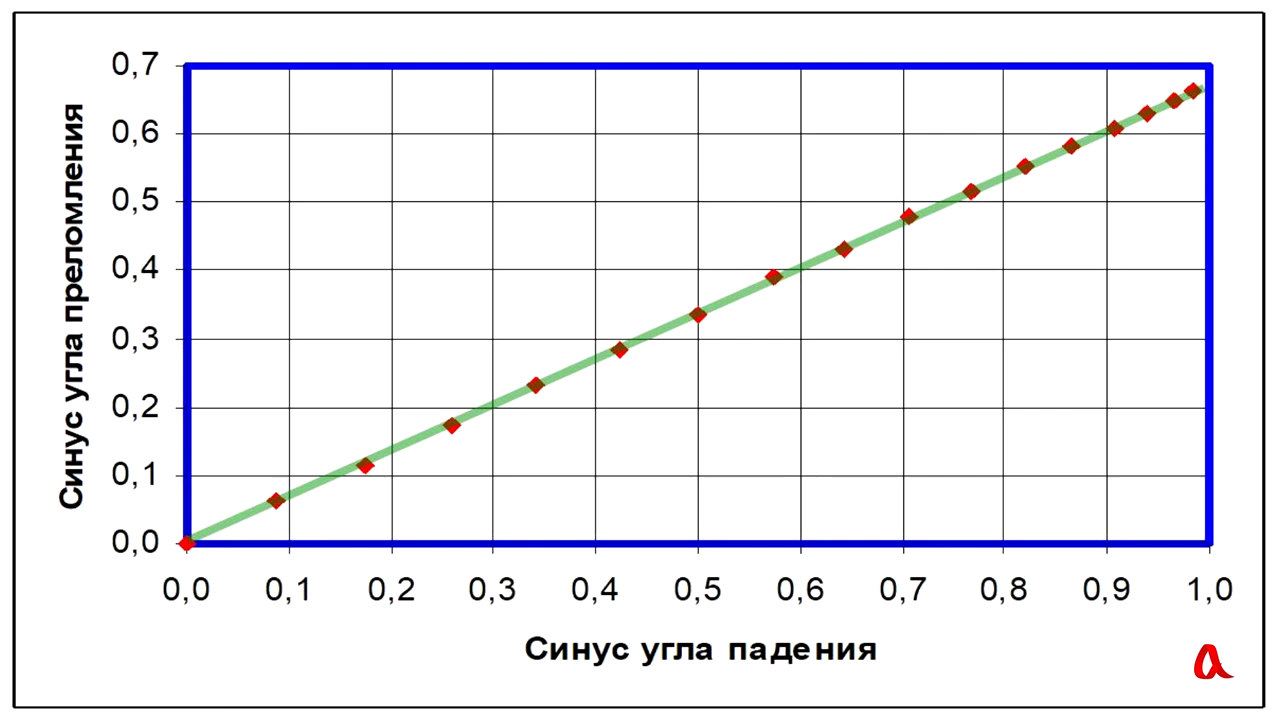 0,7
0,6
0,5
0,4
0,3
0,2
0,1
0,0
Синус угла преломления
0,0 0,1 0,2 0,3 0,4 0,5 0,6 0,7 0,8 0,9 1,0
Синус угла падения
a